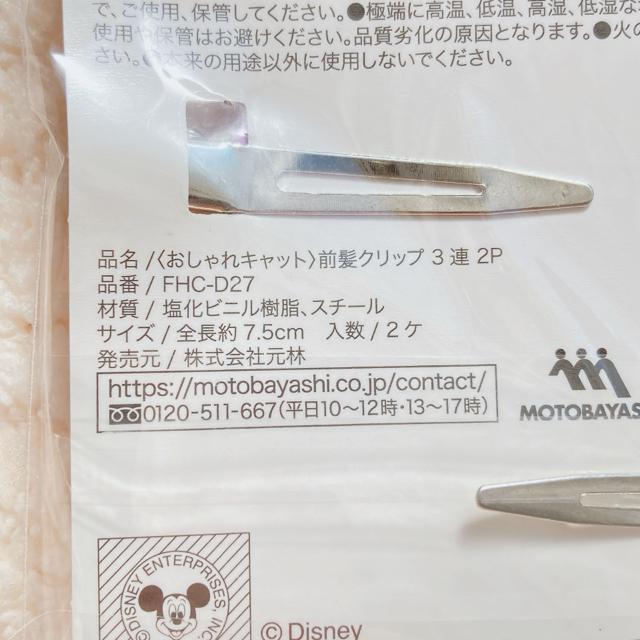 で、ご使用、保管してください。●極端に高温、低温、高湿、低湿な
使用や保管はお避けください。品質劣化の原因となります。●火の
さい。●本来の用途以外に使用しないでください。
品名 /〈おしゃれキャット〉前髪クリップ 3 連 2P
品番 / FHC-D27
材質 / 塩化ビニル樹脂、スチール
サイズ / 全長約 7.5cm　入数 / 2 ケ
発売元 / 株式会社元林
https://motobayashi.co.jp/contact/
0120-511-667(平日10〜12時・13〜17時)
MOTOBAYAS
©DISNEY ENTERPRISES, INC.
© Disney